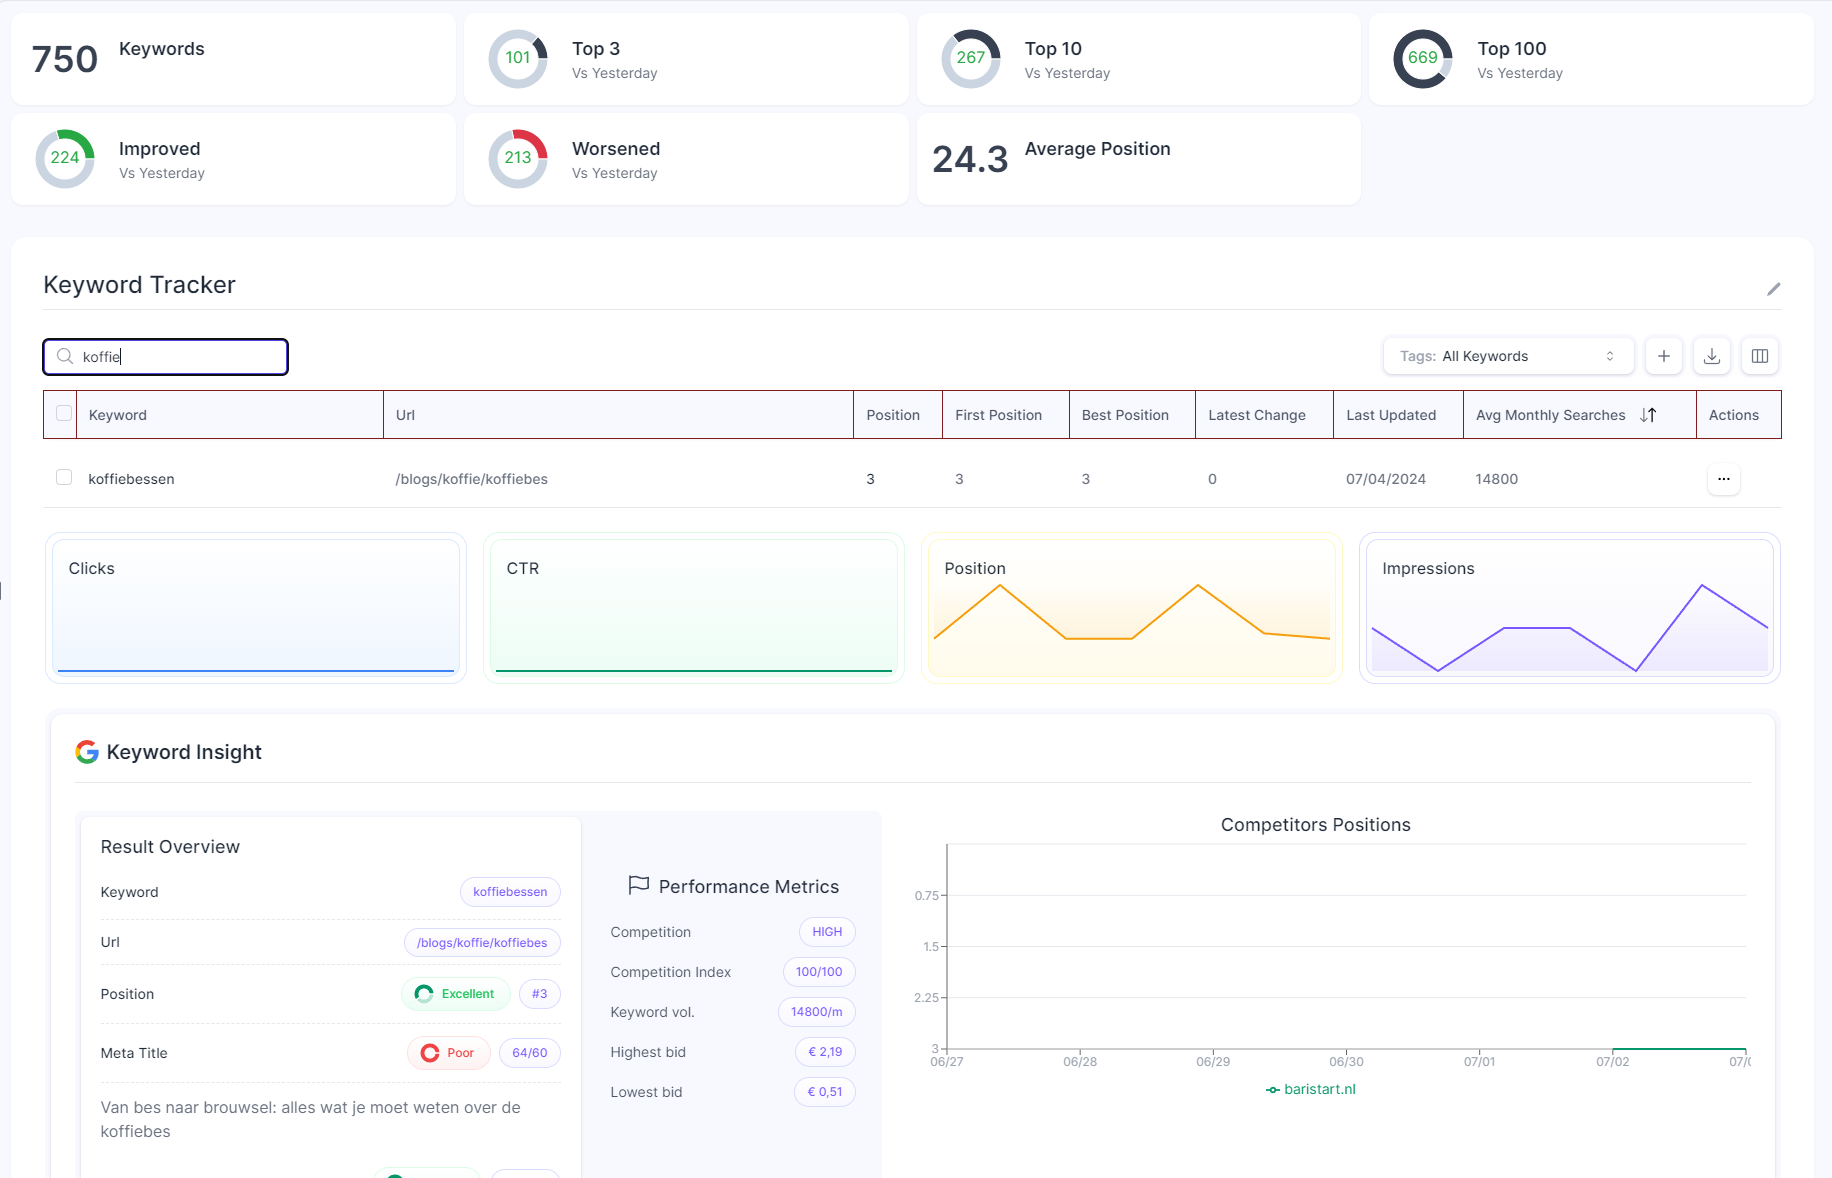 750 Keywords
101 Top 3
Vs Yesterday
267 Top 10
Vs Yesterday
669 Top 100
Vs Yesterday
224 Improved
Vs Yesterday
213 Worsened
Vs Yesterday
24.3 Average Position
Keyword Tracker
koffie
Tags: All Keywords
Keyword Url Position First Position Best Position Latest Change Last Updated Avg Monthly Searches Actions
koffiebessen /blogs/koffie/koffiebes 3 3 3 0 07/04/2024 14800 ...
Clicks
CTR
Position
Impressions
Keyword Insight
Result Overview
Keyword koffiebessen
Url /blogs/koffie/koffiebes
Position Excellent #3
Meta Title Poor 64/60
Van bes naar brouwsel: alles wat je moet weten over de
koffiebes
Performance Metrics
Competition HIGH
Competition Index 100/100
Keyword vol. 14800/m
Highest bid € 2,19
Lowest bid € 0,51
Competitors Positions
0.75
1.5
2.25
3
06/27 06/28 06/29 06/30 07/01 07/02
baristart.nl